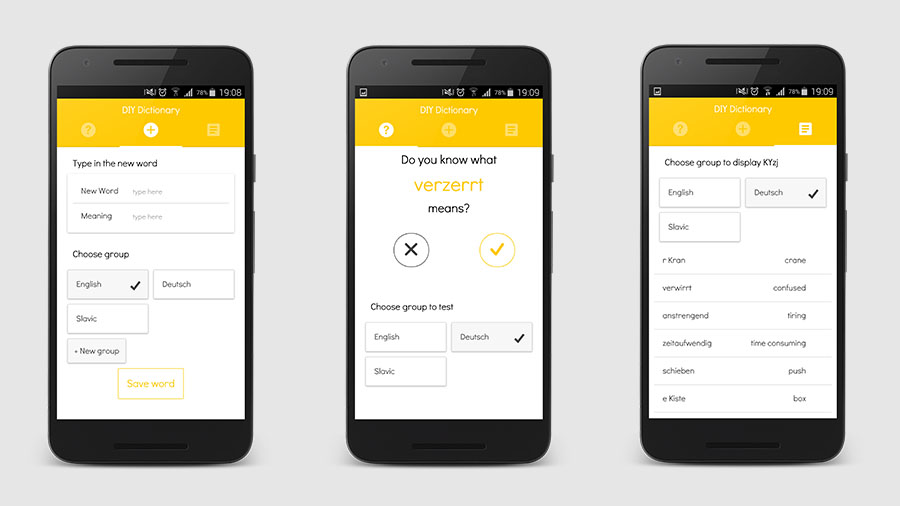 78% 19:08
DIY Dictionary
?
+
Type in the new word
New Word type here
Meaning type here
Choose group
English Deutsch
Slavic
+ New group
Save word
78% 19:09
?
+
Do you know what
verzerrt
means?
Choose group to test
English Deutsch
Slavic
78% 19:09
DIY Dictionary
?
+
Choose group to display KYzj
English Deutsch
Slavic
r Kran crane
verwirrt confused
anstrengend tiring
zeitaufwendig time consuming
schieben push
e Kiste box